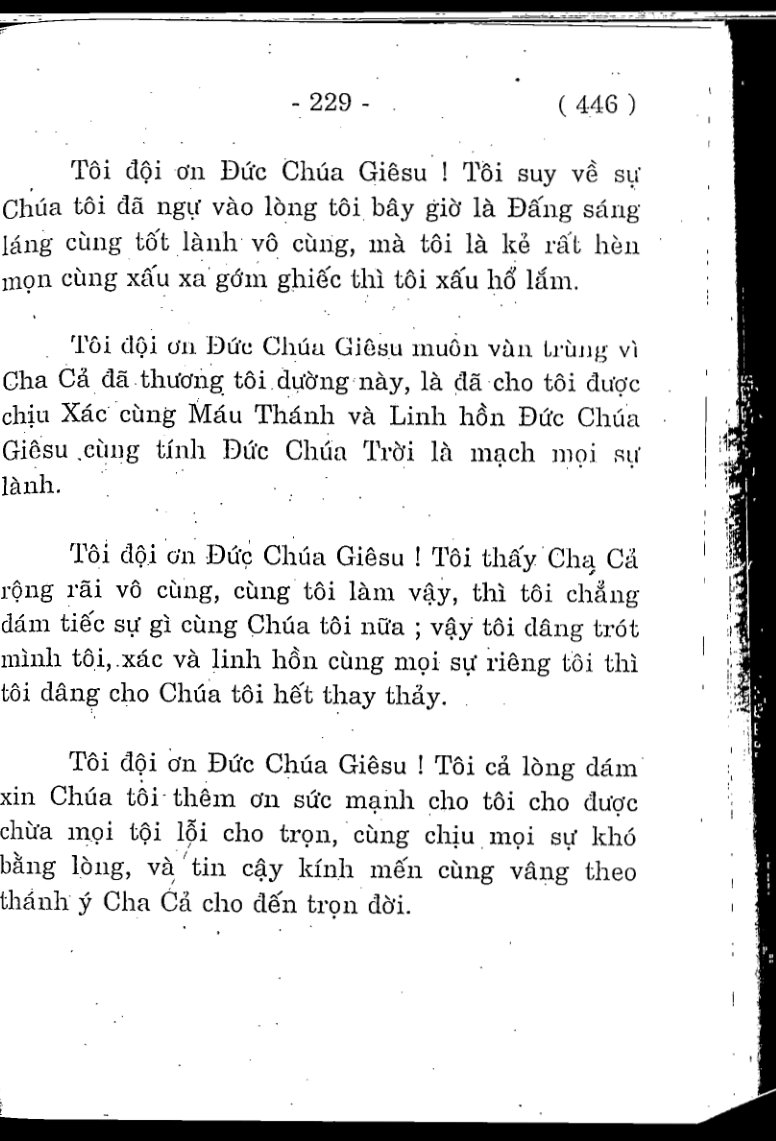 - 229 - ( 446 )
Tôi đội ơn Đức Chúa Giêsu ! Tôi suy về sự
Chúa tôi đã ngự vào lòng tôi bây giờ là Đấng sáng
láng cùng tốt lành vô cùng, mà tôi là kẻ rất hèn
mọn cùng xấu xa gớm ghiếc thì tôi xấu hổ lắm.
Tôi đội ơn Đức Chúa Giêsu muôn vàn trùng vì
Cha Cả đã thương tôi dường này, là đã cho tôi được
chịu Xác cùng Máu Thánh và Linh hồn Đức Chúa
Giêsu cùng tính Đức Chúa Trời là mạch mọi sự
lành.
Tôi đội ơn Đức Chúa Giêsu ! Tôi thấy Cha Cả
rộng rãi vô cùng, cùng tôi làm vậy, thì tôi chẳng
dám tiếc sự gì cùng Chúa tôi nữa ; vậy tôi dâng trót
mình tôi, xác và linh hồn cùng mọi sự riêng tôi thì
tôi dâng cho Chúa tôi hết thay thảy.
Tôi đội ơn Đức Chúa Giêsu ! Tôi cả lòng dám
xin Chúa tôi thêm ơn sức mạnh cho tôi cho được
chừa mọi tội lỗi cho trọn, cùng chịu mọi sự khó
bằng lòng, và tin cậy kính mến cùng vâng theo
thánh ý Cha Cả cho đến trọn đời.